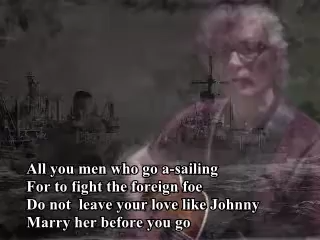 All you men who go a-sailing
For to fight the foreign foe
Do not leave your love like Johnny
Marry her before you go